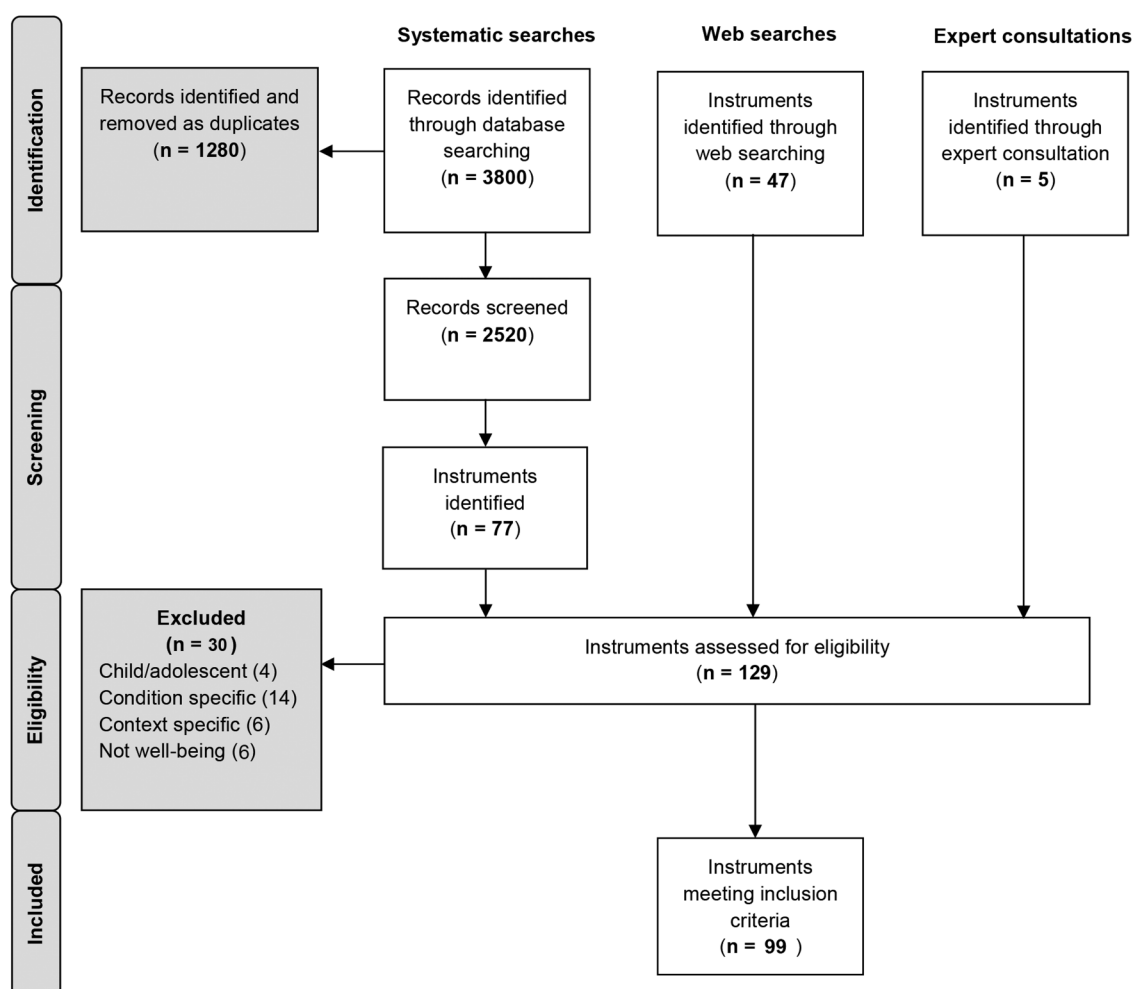 Systematic searches
Web searches
Expert consultations
Identification
Records identified and
removed as duplicates
(n = 1280)
Records identified
through database
searching
(n = 3800)
Instruments
identified through
web searching
(n = 47)
Instruments
identified through
expert consultation
(n = 5)
Screening
Records screened
(n = 2520)
Instruments
identified
(n = 77)
Eligibility
Excluded
(n = 30)
Child/adolescent (4)
Condition specific (14)
Context specific (6)
Not well-being (6)
Instruments assessed for eligibility
(n = 129)
Included
Instruments
meeting inclusion
criteria
(n = 99 )